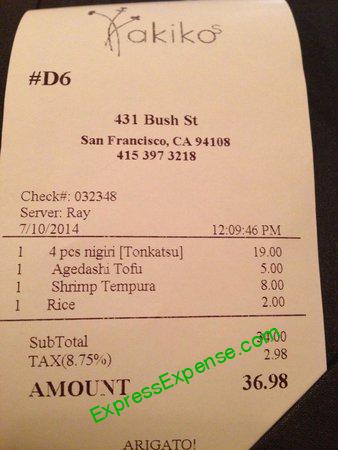 Yakikos
#D6
431 Bush St
San Francisco, CA 94108
415 397 3218
Check#: 032348
Server: Ray
7/10/2014 12:09:46 PM
1 4 pcs nigiri [Tonkatsu] 19.00
1 Agedashi Tofu 5.00
1 Shrimp Tempura 8.00
1 Rice 2.00
SubTotal 34.00
TAX(8.75%) 2.98
AMOUNT 36.98
ExpressExpense.com
ARIGATO!